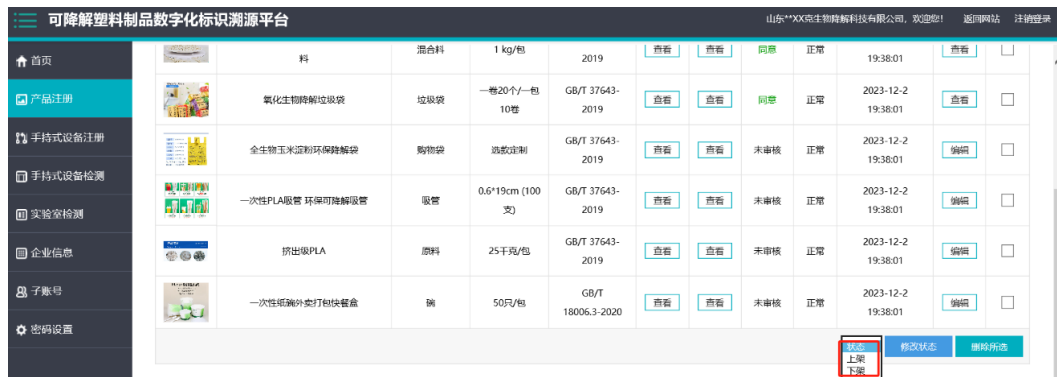 可降解塑料制品数字化标识溯源平台
山东**XX克生物降解科技有限公司，欢迎您! 返回网站 注销登录
首页
产品注册
手持式设备注册
手持式设备检测
实验室检测
企业信息
子账号
密码设置
料 混合料 1 kg/包 2019 查看 查看 同意 正常 19:38:01 查看
氧化生物降解垃圾袋 垃圾袋 一卷20个/一包 GB/T 37643- 查看 查看 同意 正常 2023-12-2 查看
10卷 2019 19:38:01
全生物玉米淀粉环保降解袋 购物袋 选款定制 GB/T 37643- 查看 查看 未审核 正常 2023-12-2 编辑
2019 19:38:01
一次性PLA吸管 环保可降解吸管 吸管 0.6*19cm (100 GB/T 37643- 查看 查看 未审核 正常 2023-12-2 编辑
支) 2019 19:38:01
挤出级PLA 原料 25千克/包 GB/T 37643- 查看 查看 未审核 正常 2023-12-2 编辑
2019 19:38:01
一次性纸碗外卖打包快餐盒 碗 50只/包 GB/T 查看 查看 未审核 正常 2023-12-2 编辑
18006.3-2020 19:38:01
状态 修改状态 删除所选
上架
下架